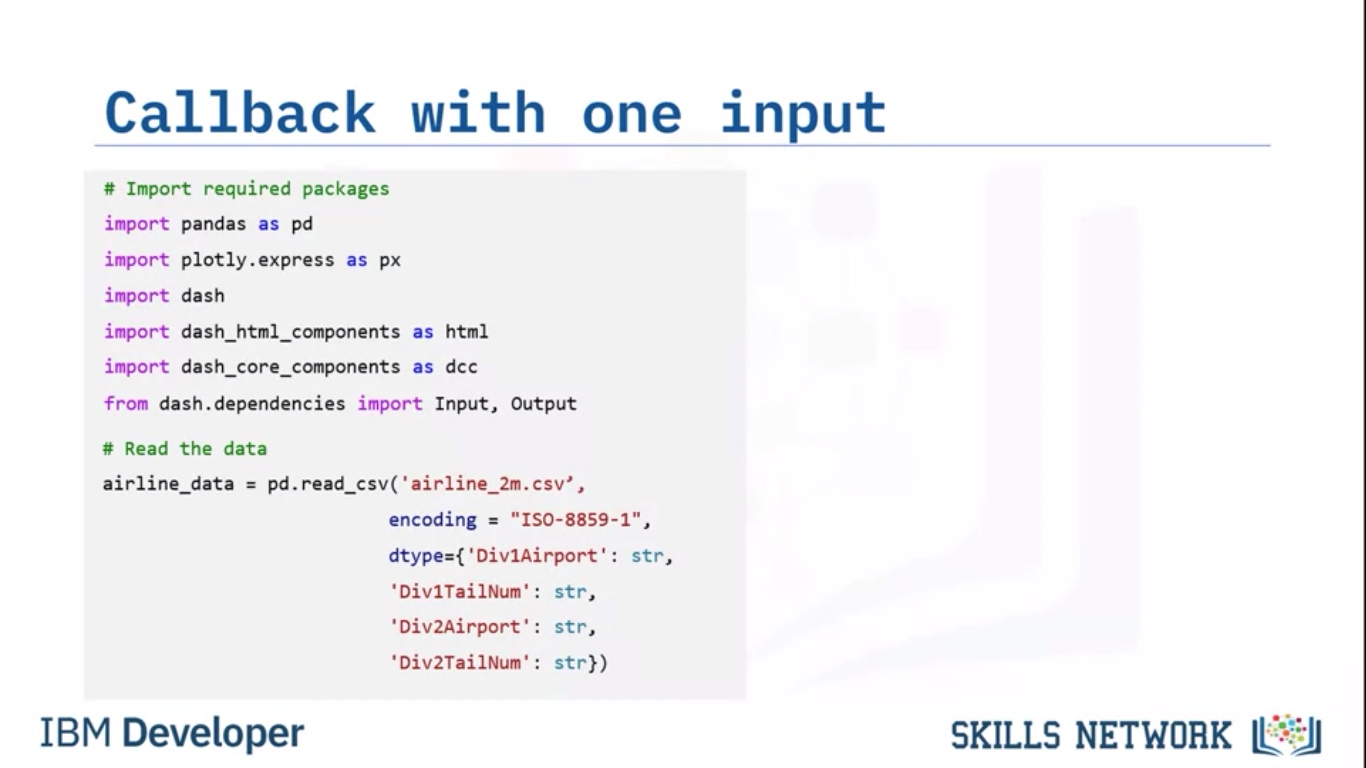 Callback with one input
# Import required packages
import pandas as pd
import plotly.express as px
import dash
import dash_html_components as html
import dash_core_components as dcc
from dash.dependencies import Input, Output
# Read the data
airline_data = pd.read_csv('airline_2m.csv’,
encoding = "ISO-8859-1",
dtype={'Div1Airport': str,
'Div1TailNum': str,
'Div2Airport': str,
'Div2TailNum': str})
IBM Developer
SKILLS NETWORK